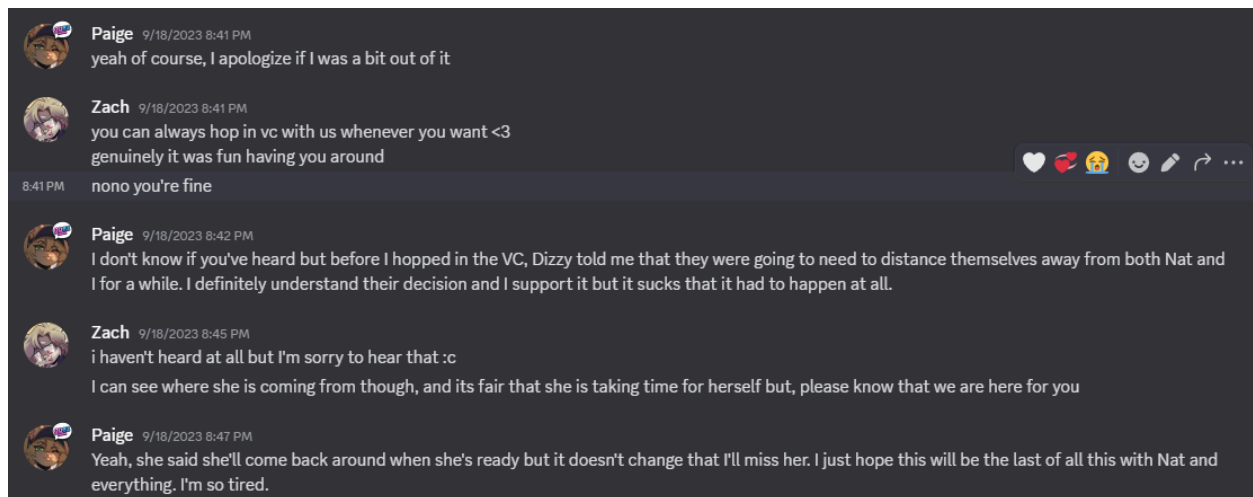 Paige 9/18/2023 8:41 PM
yeah of course, I apologize if I was a bit out of it
Zach 9/18/2023 8:41 PM
you can always hop in vc with us whenever you want <3
genuinely it was fun having you around
8:41 PM nono you're fine
Paige 9/18/2023 8:42 PM
I don't know if you've heard but before I hopped in the VC, Dizzy told me that they were going to need to distance themselves away from both Nat and
I for a while. I definitely understand their decision and I support it but it sucks that it had to happen at all.
Zach 9/18/2023 8:45 PM
i haven't heard at all but I'm sorry to hear that :c
I can see where she is coming from though, and its fair that she is taking time for herself but, please know that we are here for you
Paige 9/18/2023 8:47 PM
Yeah, she said she'll come back around when she's ready but it doesn't change that I'll miss her. I just hope this will be the last of all this with Nat and
everything. I'm so tired.